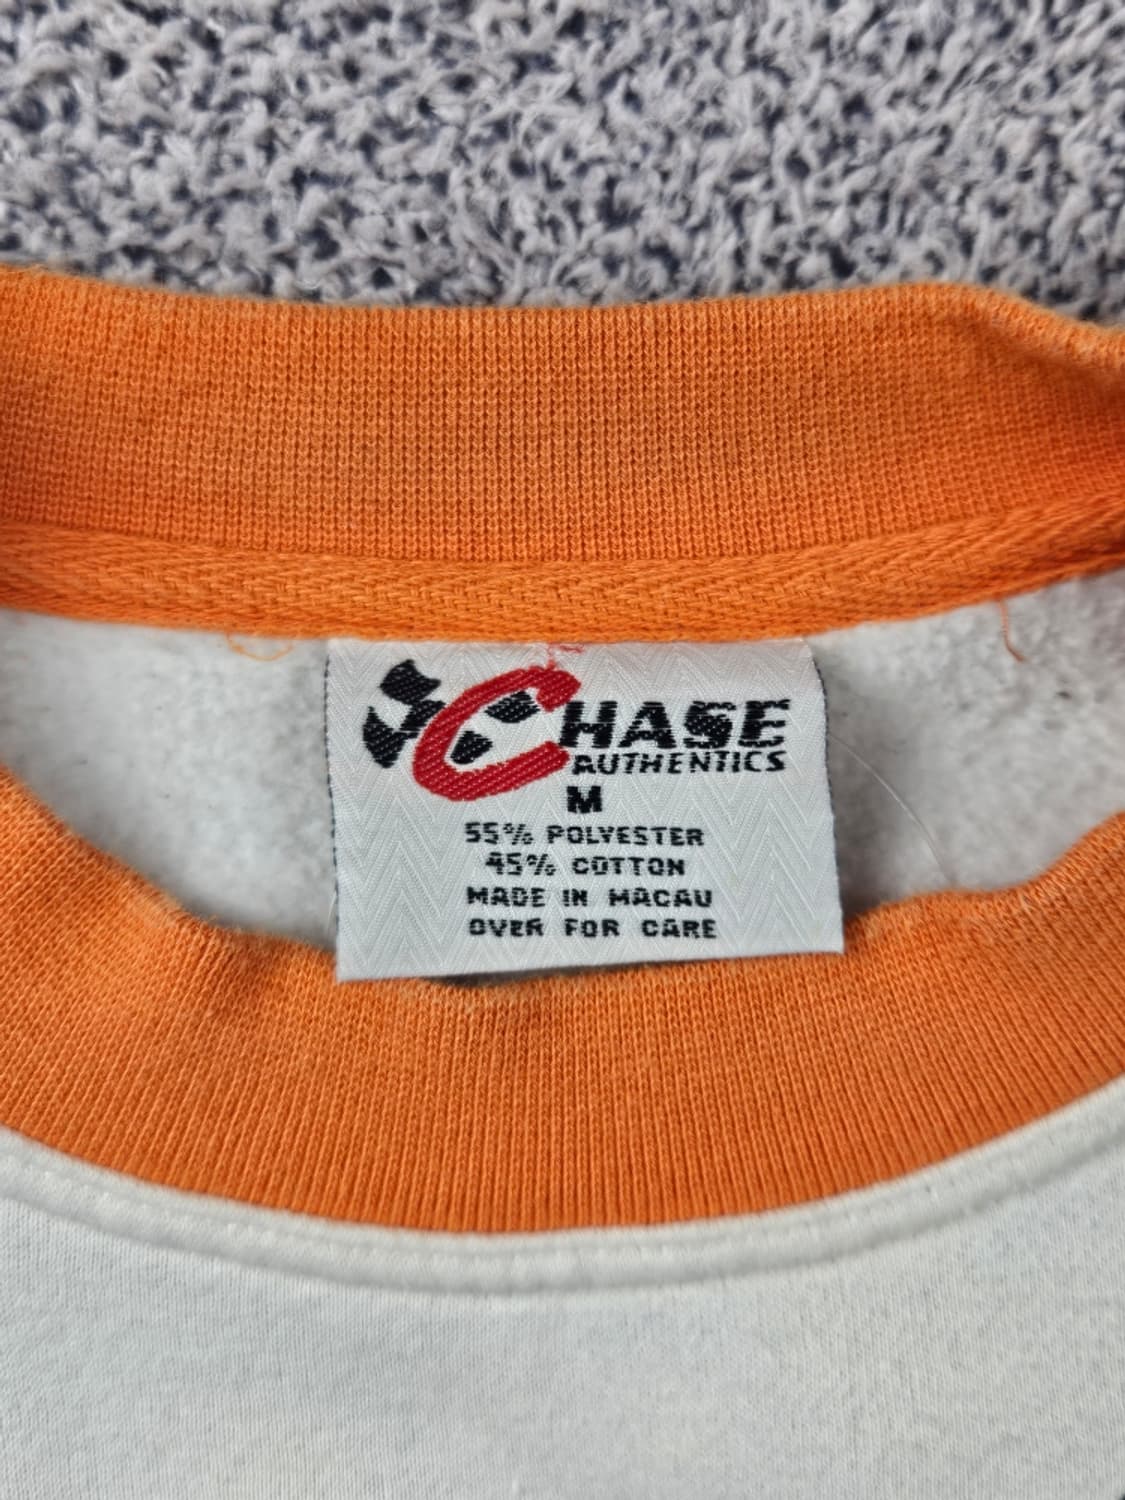 CHASE
AUTHENTICS
M
55% POLYESTER
45% COTTON
MADE IN MACAU
OVER FOR CARE